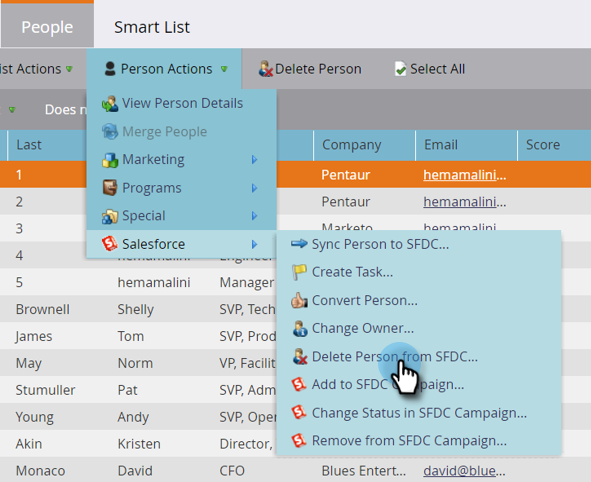 People Smart List
ist Actions Person Actions Delete Person Select All
Does n
View Person Details
Merge People
Marketing
Programs
Special
Salesforce
Sync Person to SFDC...
Create Task...
Convert Person...
Change Owner...
Delete Person from SFDC...
Add to SFDC Campaign...
Change Status in SFDC Campaign...
Remove from SFDC Campaign...
Last Company Email Score
1 Pentaur hemamalini...
2 Pentaur hemamalini...
3 Marketo hemamalini
4 hemamalini Engineer
5 hemamalini Manager
Brownell Shelly SVP, Tech
James Tom SVP, Prod
May Norm VP, Facilit
Stumuller Pat SVP, Adm
Young Andy SVP, Oper
Akin Kristen Director,
Monaco David CFO Blues Entert... david@blue...